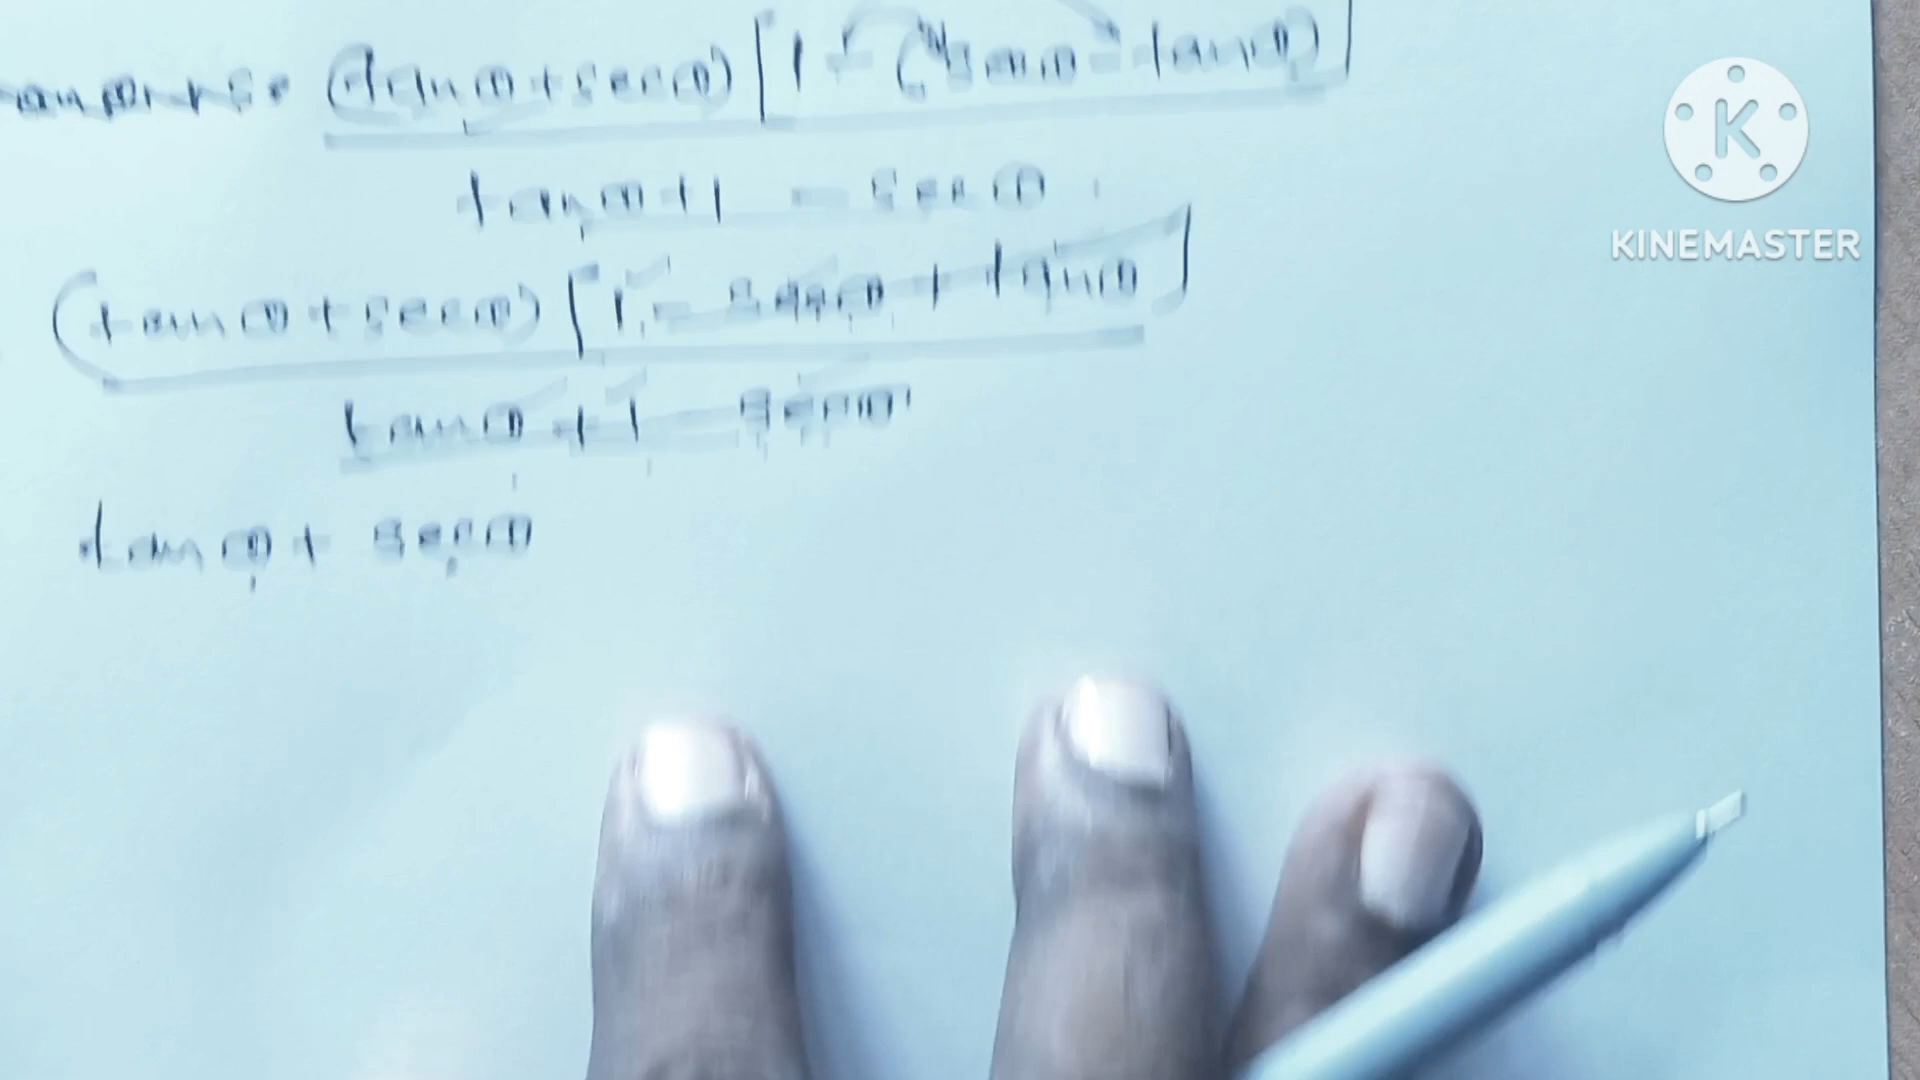 (tanθ+secθ)[1-(secθ-tanθ)]
tanθ+1 - secθ
(tanθ+secθ)[1-secθ+tanθ]
tanθ+1-secθ
tanθ+ secθ
K
KINEMASTER